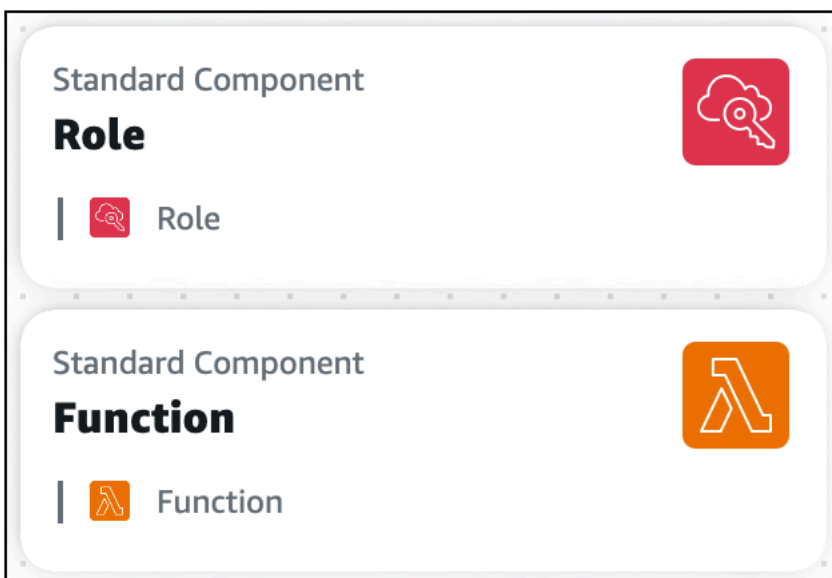 Standard Component
Role
Role
Standard Component
Function
Function